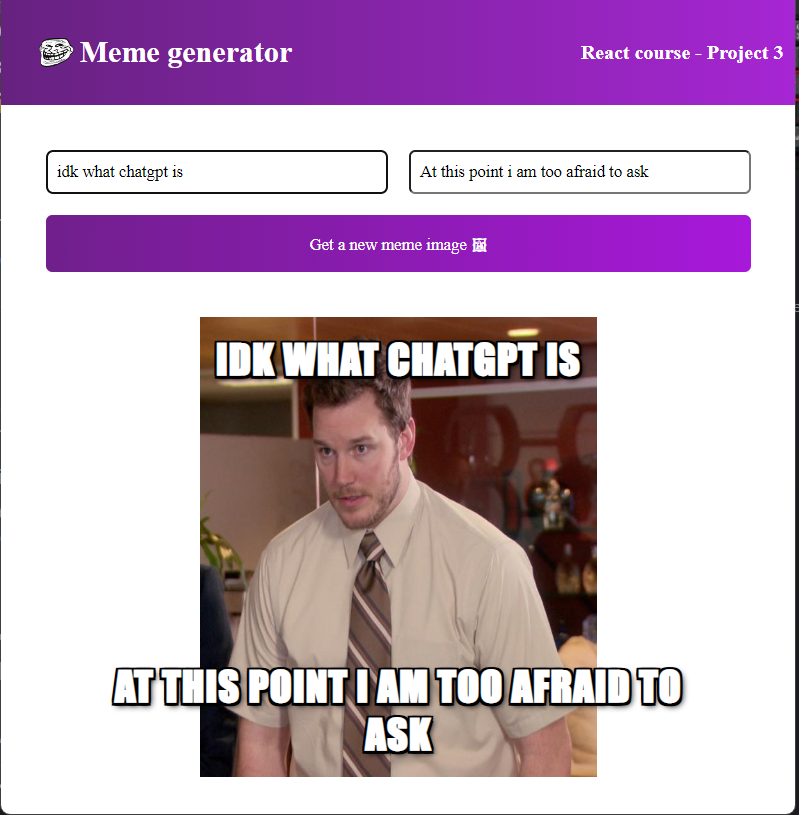 Meme generator
React course - Project 3
idk what chatgpt is
At this point i am too afraid to ask
Get a new meme image 🖼
IDK WHAT CHATGPT IS
AT THIS POINT I AM TOO AFRAID TO
ASK